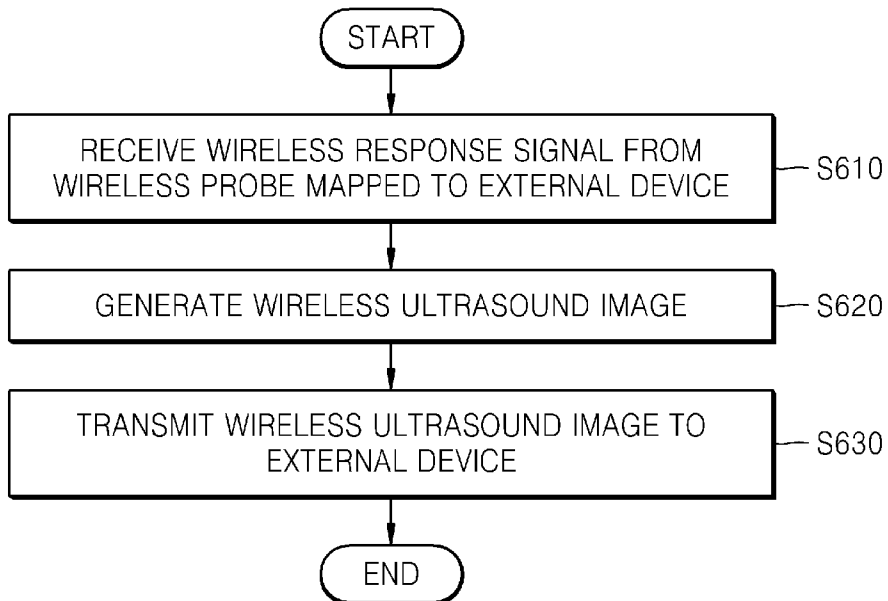 START
RECEIVE WIRELESS RESPONSE SIGNAL FROM
WIRELESS PROBE MAPPED TO EXTERNAL DEVICE
S610
GENERATE WIRELESS ULTRASOUND IMAGE
S620
TRANSMIT WIRELESS ULTRASOUND IMAGE TO
EXTERNAL DEVICE
S630
END